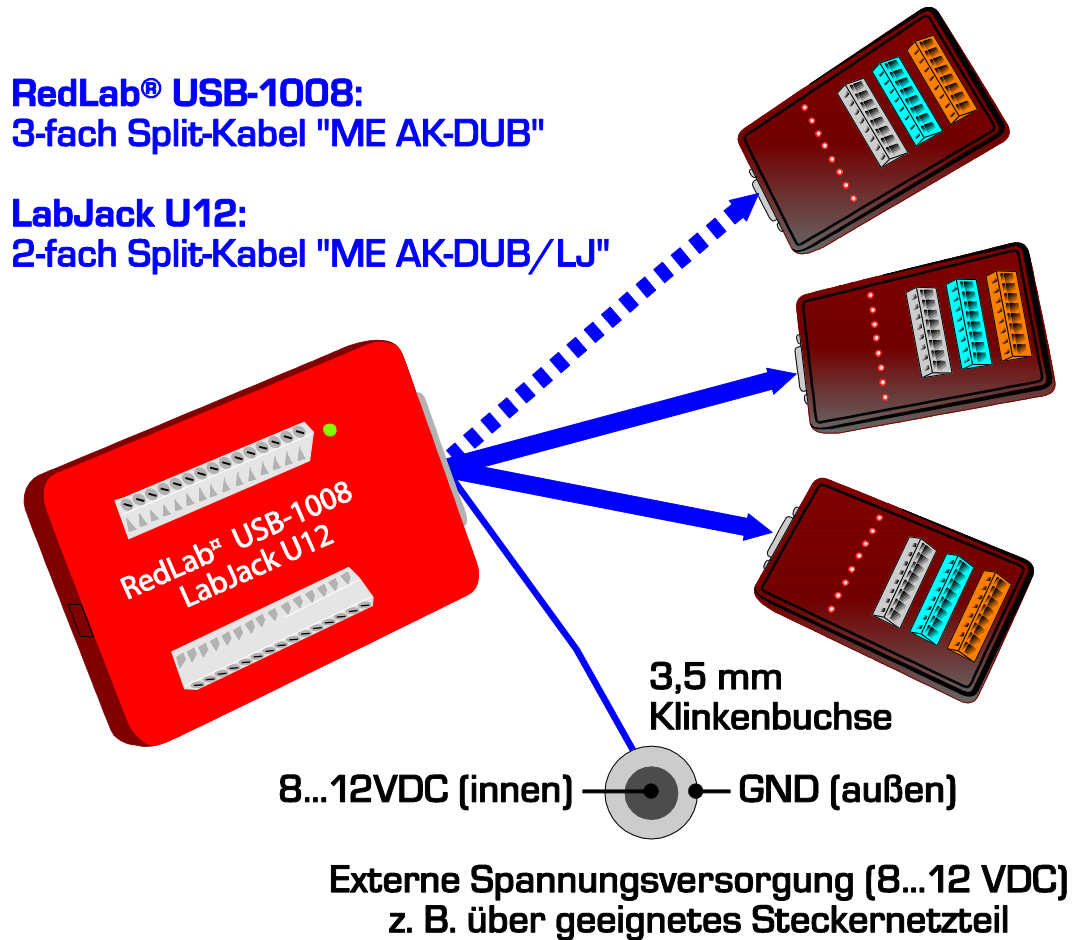 RedLab® USB-1008:
3-fach Split-Kabel "ME AK-DUB"
LabJack U12:
2-fach Split-Kabel "ME AK-DUB/LJ"
RedLab¤ USB-1008
LabJack U12
3,5 mm
Klinkenbuchse
8...12VDC (innen)
GND (außen)
Externe Spannungsversorgung (8...12 VDC)
z. B. über geeignetes Steckernetzteil